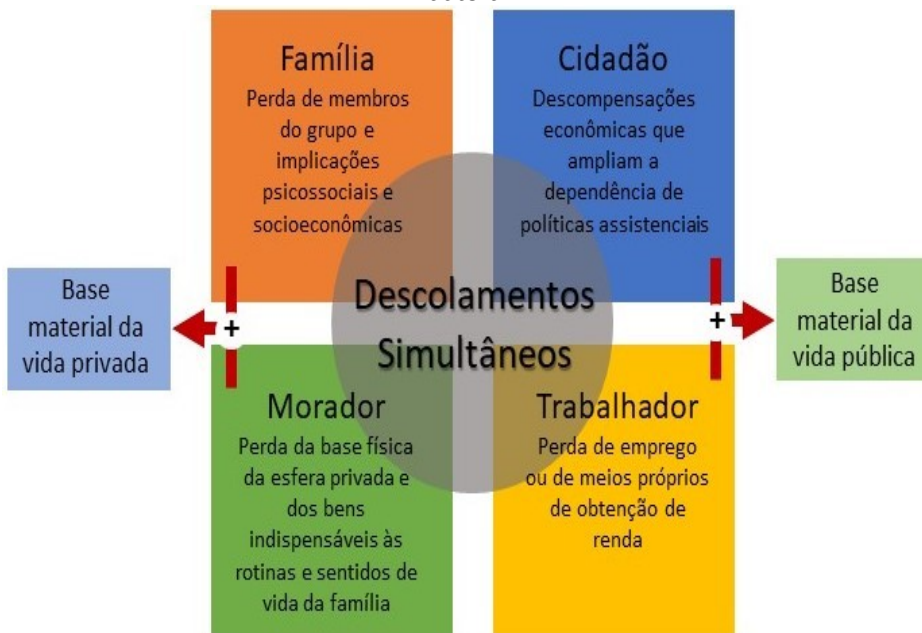 Família
Perda de membros
do grupo e
implicações
psicossociais e
socioeconômicas
Cidadão
Descompensações
econômicas que
ampliam a
dependência de
políticas assistenciais
Base
material da
vida privada
+
Descolamentos
Simultâneos
+
Base
material da
vida pública
Morador
Perda da base física
da esfera privada e
dos bens
indispensáveis às
rotinas e sentidos de
vida da família
Trabalhador
Perda de emprego
ou de meios próprios
de obtenção de
renda